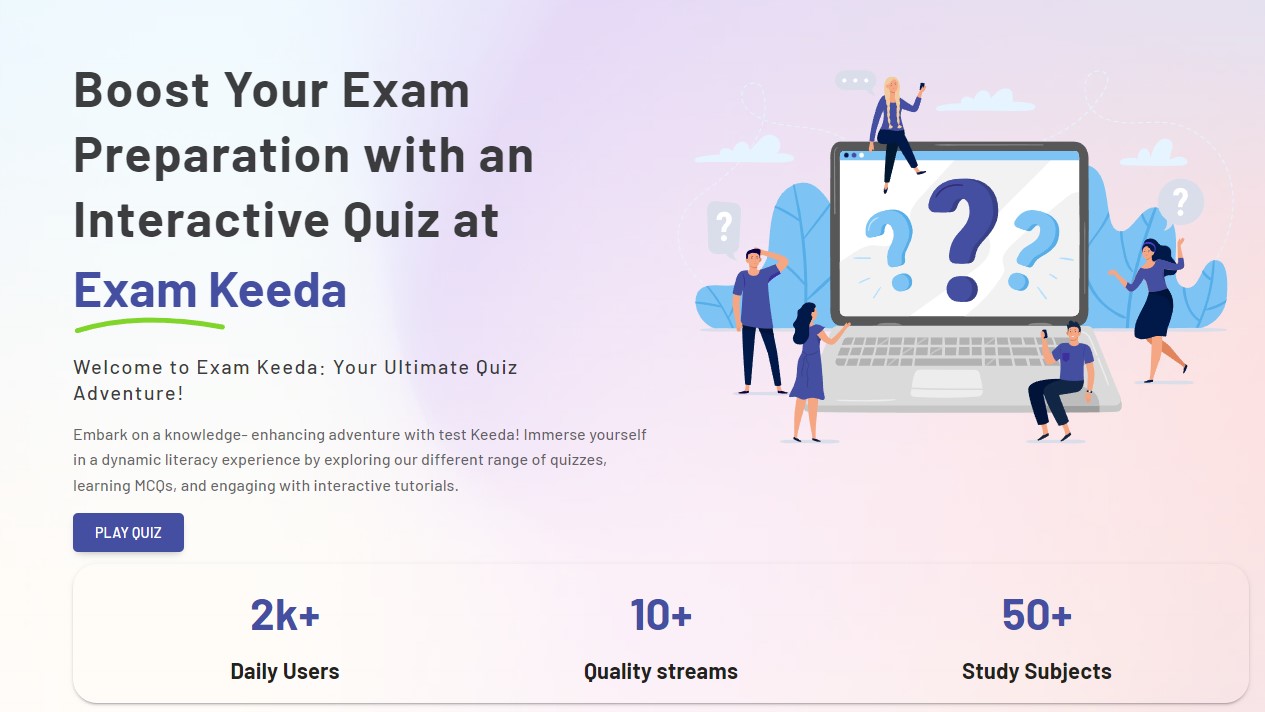 Boost Your Exam
Preparation with an
Interactive Quiz at
Exam Keeda
Welcome to Exam Keeda: Your Ultimate Quiz
Adventure!
Embark on a knowledge- enhancing adventure with test Keeda! Immerse yourself
in a dynamic literacy experience by exploring our different range of quizzes,
learning MCQs, and engaging with interactive tutorials.
PLAY QUIZ
? ? ?
?
?
2k+ 10+ 50+
Daily Users Quality streams Study Subjects